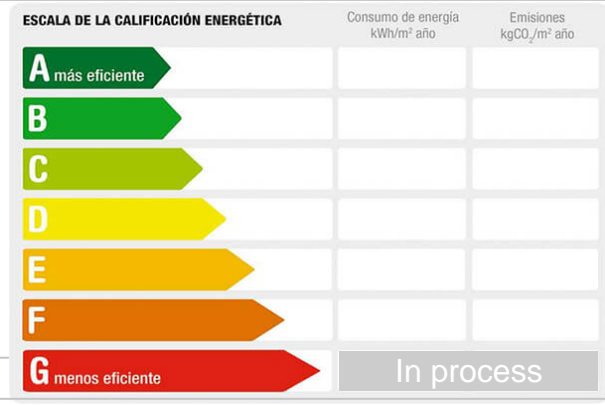 ESCALA DE LA CALIFICACIÓN ENERGÉTICA
Consumo de energía
kWh/m² año
Emisiones
kgCO₂/m² año
A más eficiente
B
C
D
E
F
G menos eficiente
In process